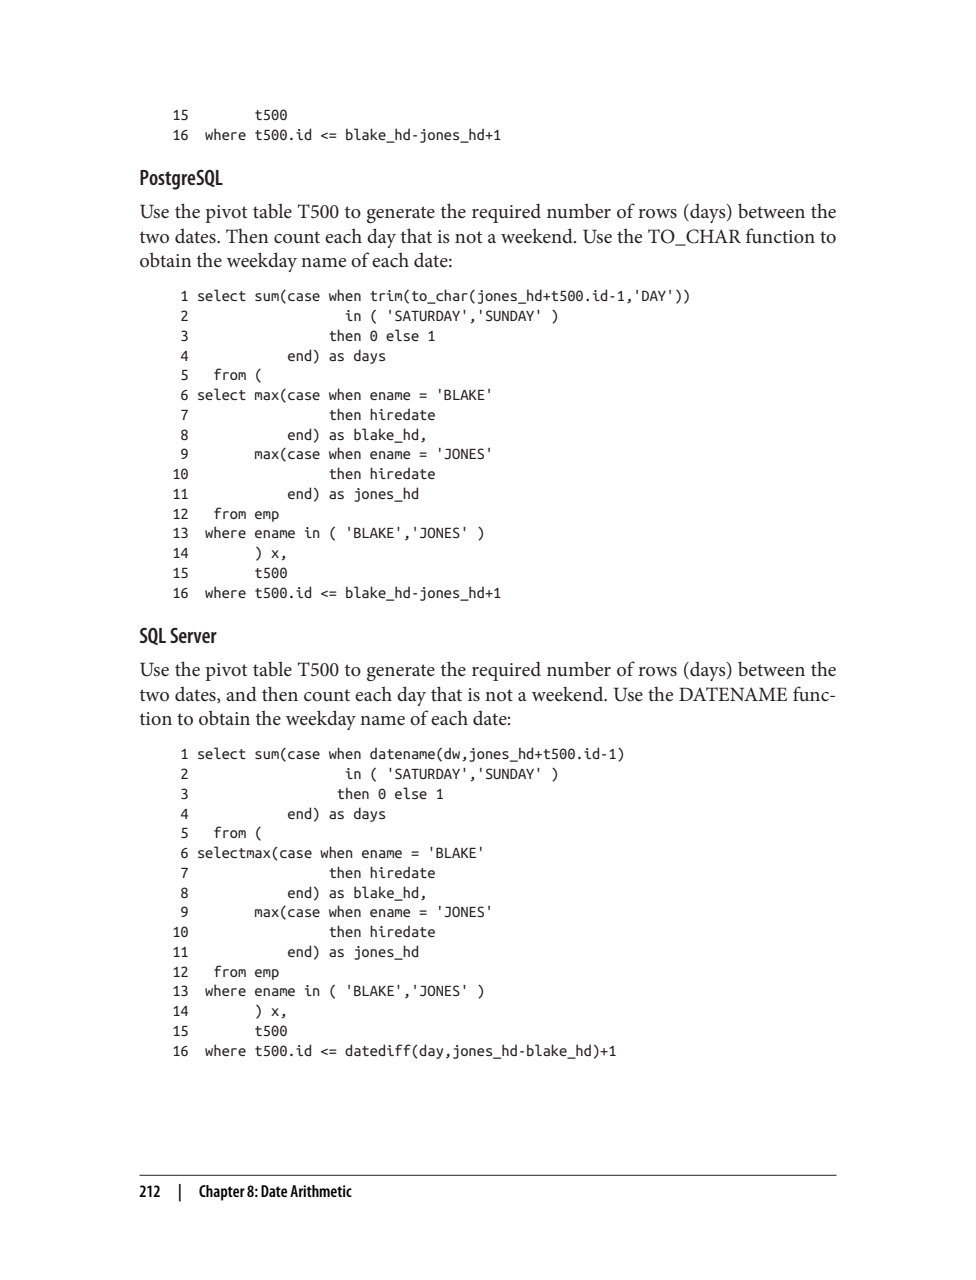 15        t500
16  where t500.id <= blake_hd-jones_hd+1
PostgreSQL
Use the pivot table T500 to generate the required number of rows (days) between the
two dates. Then count each day that is not a weekend. Use the TO_CHAR function to
obtain the weekday name of each date:
 1 select sum(case when trim(to_char(jones_hd+t500.id-1,'DAY'))
 2                   in ( 'SATURDAY','SUNDAY' )
 3                 then 0 else 1
 4            end) as days
 5   from (
 6 select max(case when ename = 'BLAKE'
 7                 then hiredate
 8            end) as blake_hd,
 9        max(case when ename = 'JONES'
10                 then hiredate
11            end) as jones_hd
12   from emp
13  where ename in ( 'BLAKE','JONES' )
14        ) x,
15        t500
16  where t500.id <= blake_hd-jones_hd+1
SQL Server
Use the pivot table T500 to generate the required number of rows (days) between the
two dates, and then count each day that is not a weekend. Use the DATENAME func-
tion to obtain the weekday name of each date:
 1 select sum(case when datename(dw,jones_hd+t500.id-1)
 2                   in ( 'SATURDAY','SUNDAY' )
 3                  then 0 else 1
 4            end) as days
 5   from (
 6 selectmax(case when ename = 'BLAKE'
 7                 then hiredate
 8            end) as blake_hd,
 9        max(case when ename = 'JONES'
10                 then hiredate
11            end) as jones_hd
12   from emp
13  where ename in ( 'BLAKE','JONES' )
14        ) x,
15        t500
16  where t500.id <= datediff(day,jones_hd-blake_hd)+1
212 | Chapter 8: Date Arithmetic